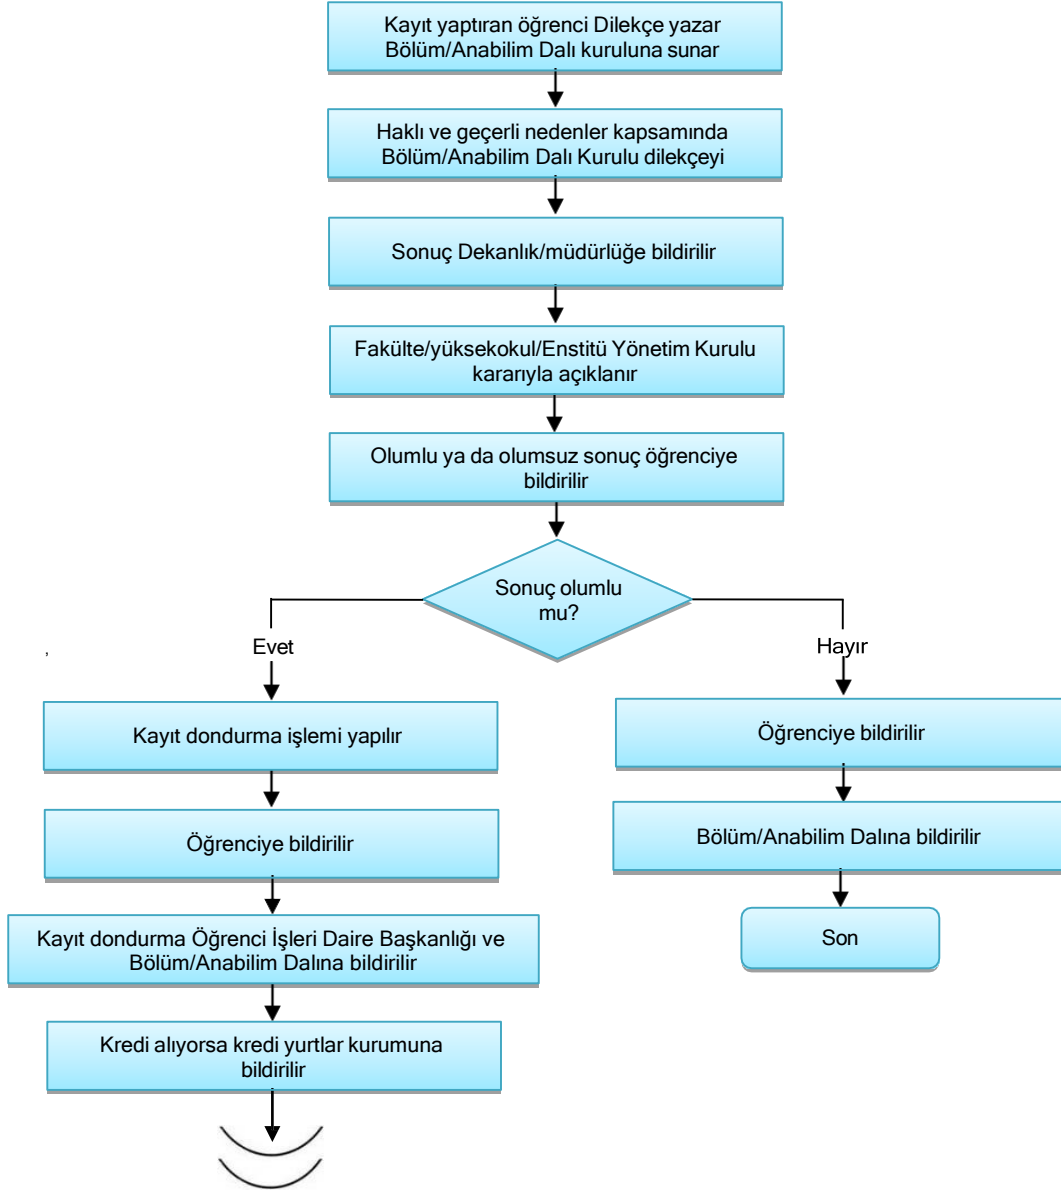 Kayıt yaptıran öğrenci Dilekçe yazar
Bölüm/Anabilim Dalı kuruluna sunar
Haklı ve geçerli nedenler kapsamında
Bölüm/Anabilim Dalı Kurulu dilekçeyi
Sonuç Dekanlık/müdürlüğe bildirilir
Fakülte/yüksekokul/Enstitü Yönetim Kurulu
kararıyla açıklanır
Olumlu ya da olumsuz sonuç öğrenciye
bildirilir
Sonuç olumlu
mu?
,
Evet
Hayır
Kayıt dondurma işlemi yapılır
Öğrenciye bildirilir
Öğrenciye bildirilir
Bölüm/Anabilim Dalına bildirilir
Kayıt dondurma Öğrenci İşleri Daire Başkanlığı ve
Bölüm/Anabilim Dalına bildirilir
Son
Kredi alıyorsa kredi yurtlar kurumuna
bildirilir